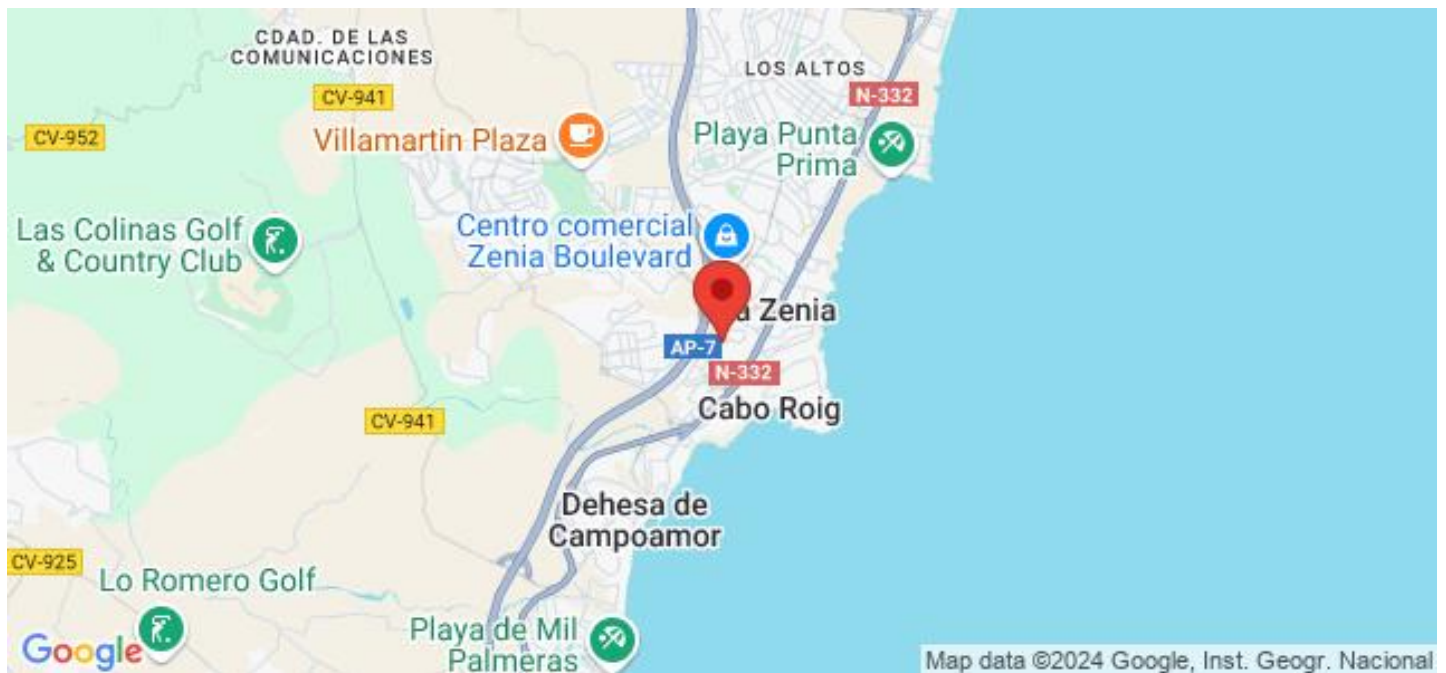 CDAD. DE LAS
COMUNICACIONES
LOS ALTOS
CV-941
N-332
CV-952
Villamartin Plaza
Playa Punta
Prima
Las Colinas Golf
& Country Club
Centro comercial
Zenia Boulevard
a Zenia
AP-7
N-332
Cabo Roig
CV-941
Dehesa de
Campoamor
CV-925
Lo Romero Golf
Playa de Mil
Palmeras
Google
Map data ©2024 Google, Inst. Geogr. Nacional